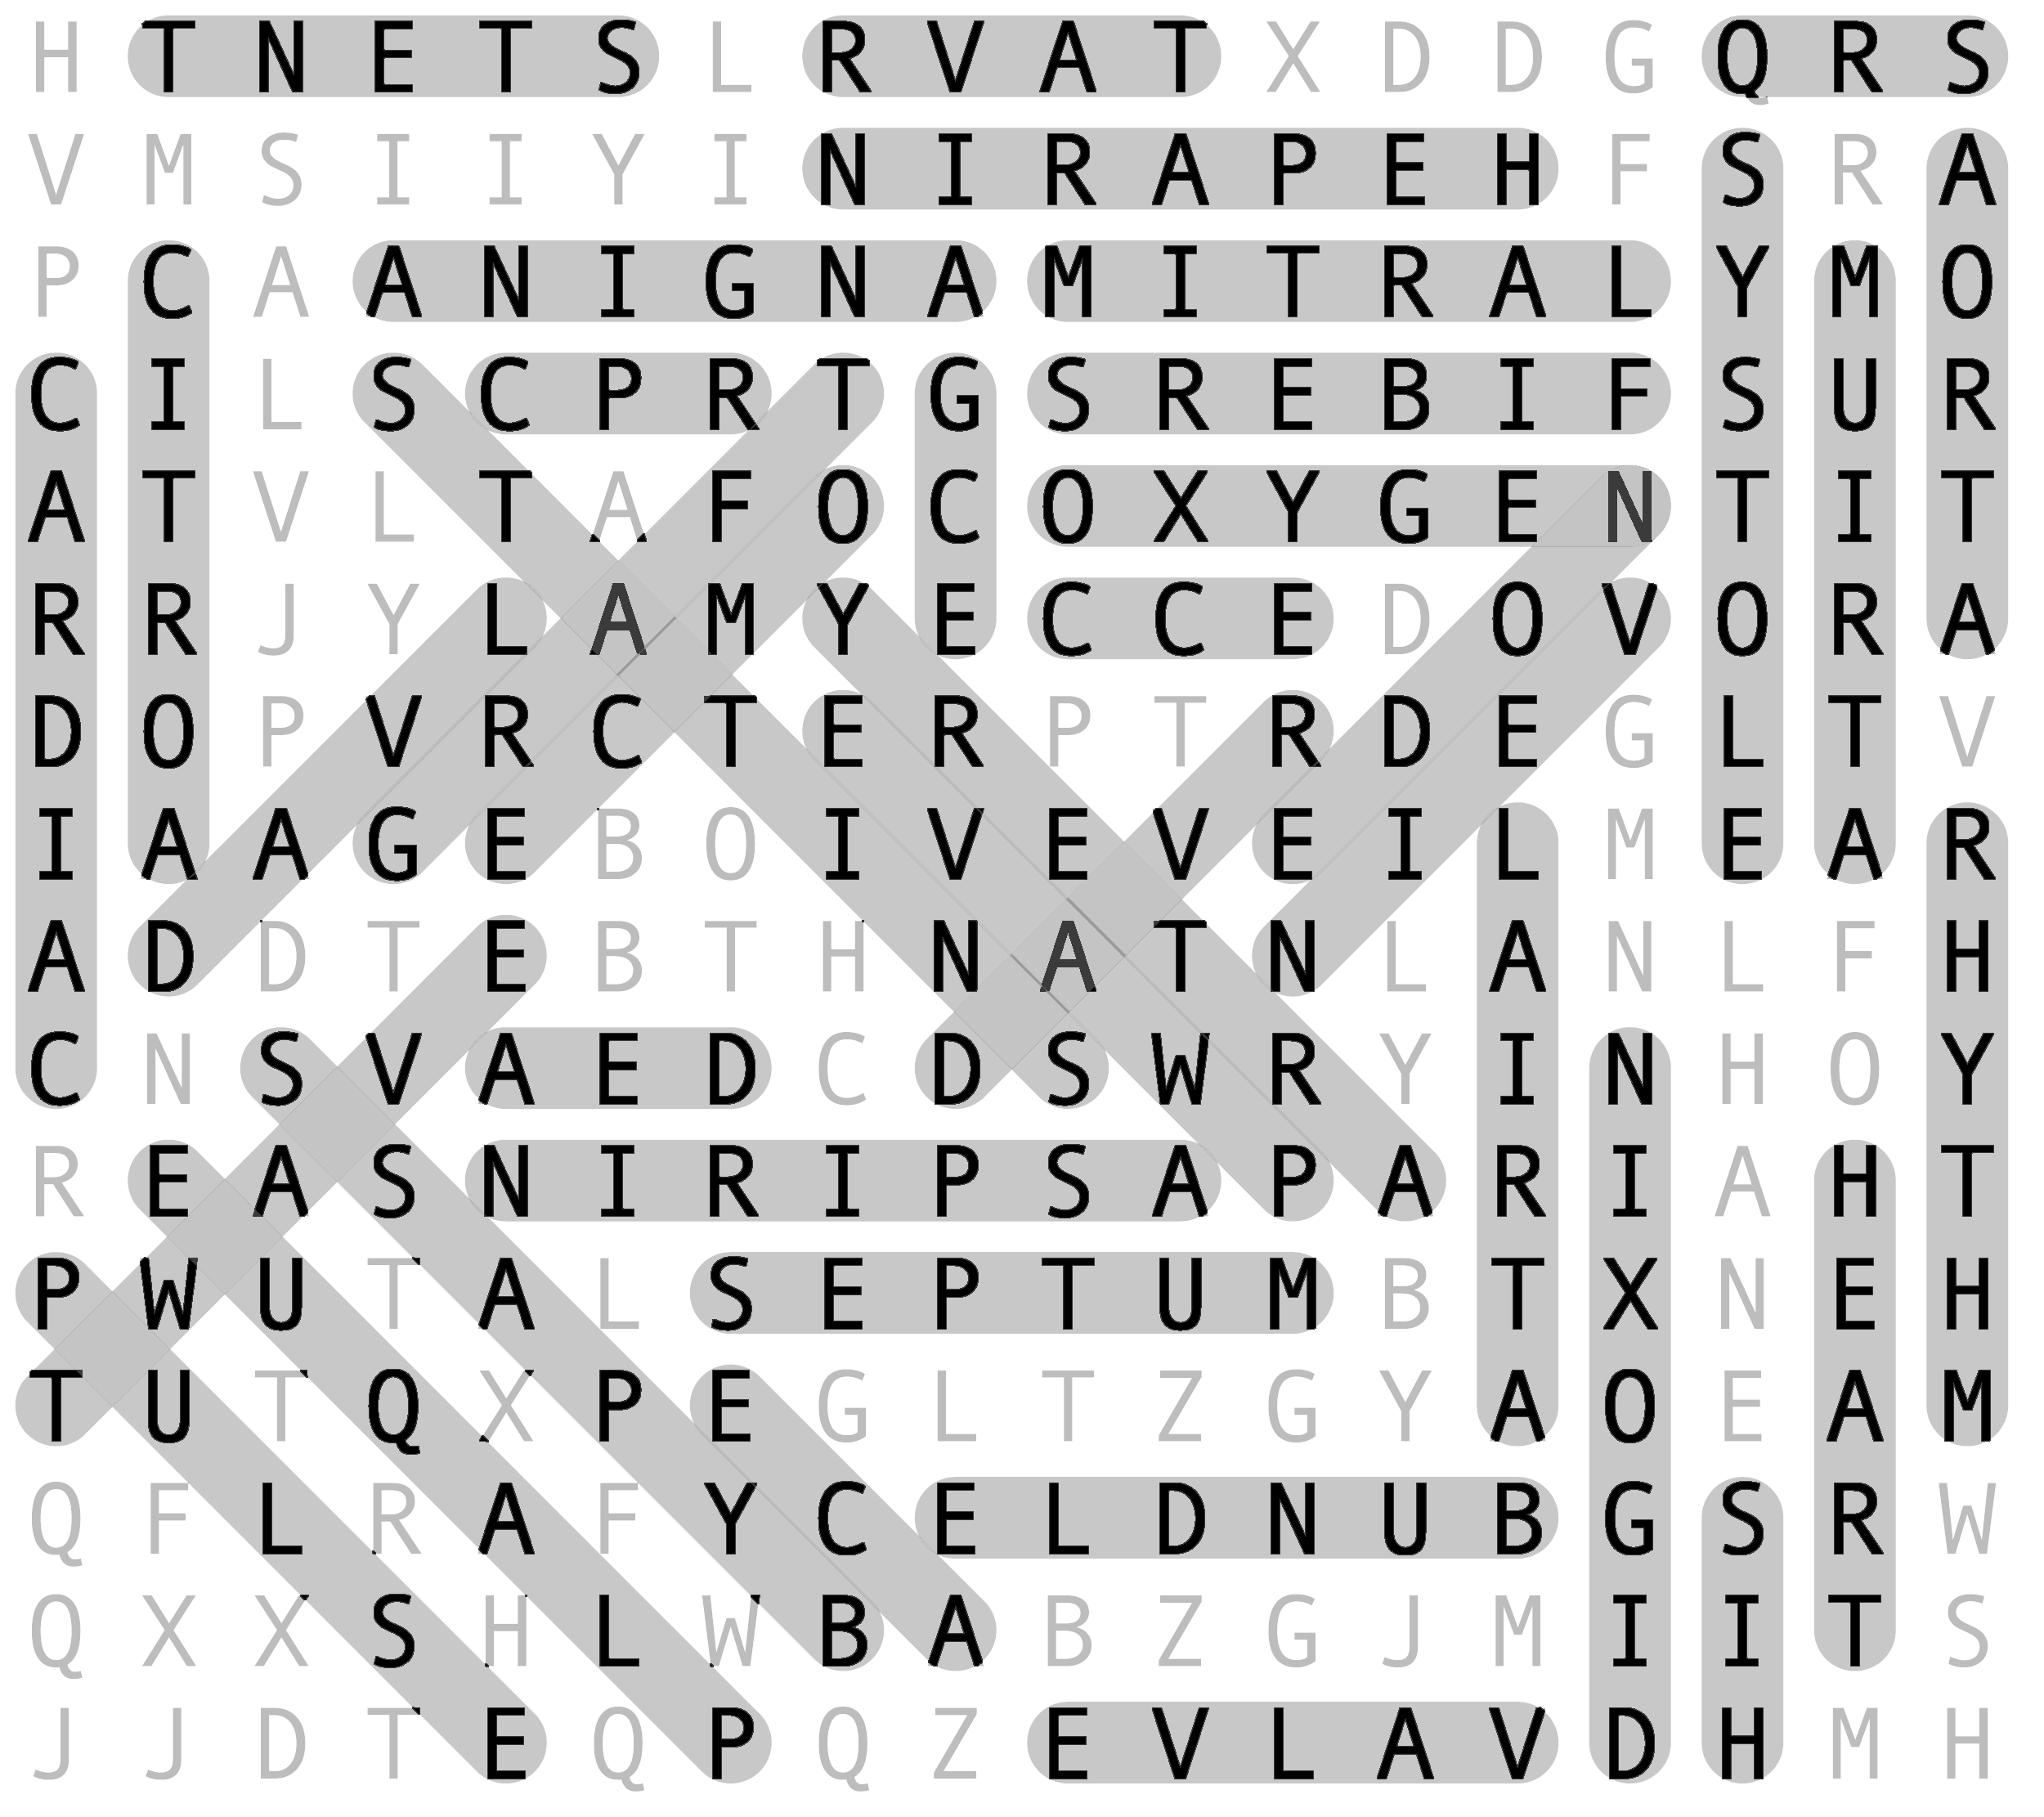 H T N E T S L R V A T X D D G Q R S
V M S I I Y I N I R A P E H F S R A
P C A A N I G N A M I T R A L Y M O
C I L S C P R T G S R E B I F S U R
A T V L T A F O C O X Y G E N T I T
R R J Y L A M Y E C C E D O V O R A
D O P V R C T E R P T R D E G L T V
I A A G E B O I V E V E I L M E A R
A D D T E B T H N A T N L A N L F H
C N S V A E D C D S W R Y I N H O Y
R E A S N I R I P S A P A R I A H T
P W U T A L S E P T U M B T X N E H
T U T Q X P E G L T Z G Y A O E A M
Q F L R A F Y C E L D N U B G S R W
Q X X S H L W B A B Z G J M I I T S
J J D T E Q P Q Z E V L A V D H M H